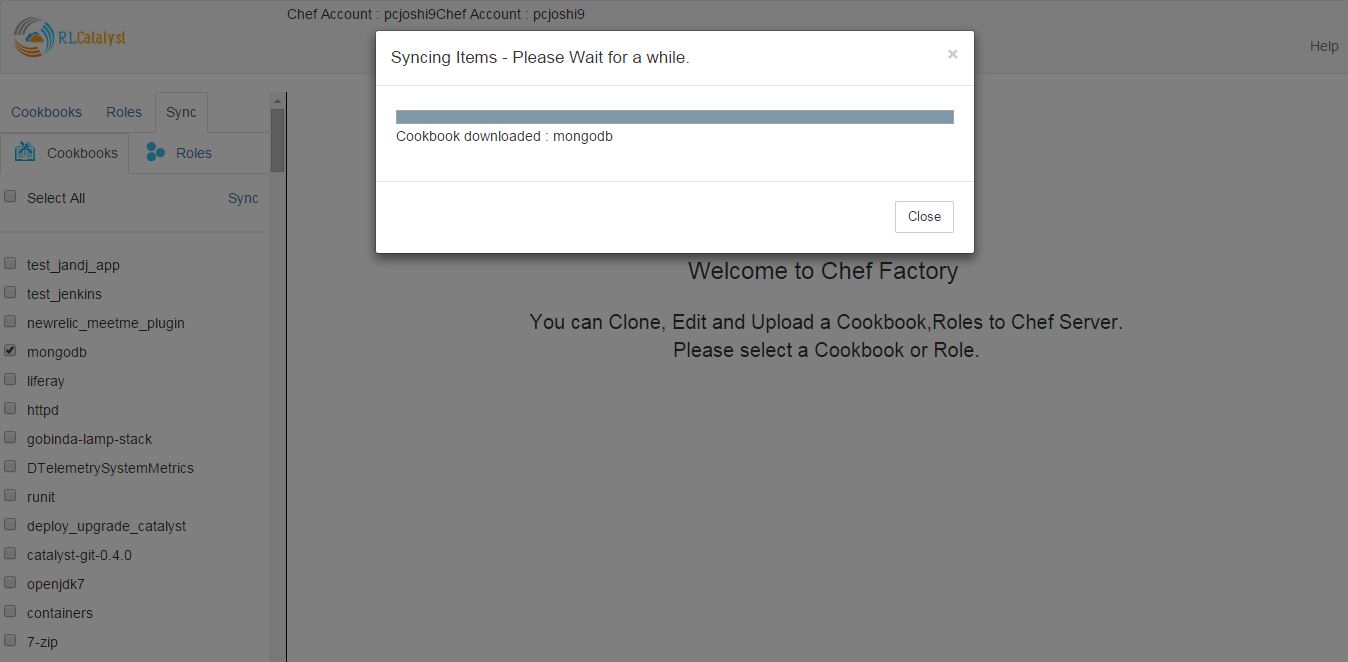 Chef Account : pcjoshi9Chef Account : pcjoshi9
RLCatalyst
Help
Syncing Items - Please Wait for a while.
×
Cookbook downloaded : mongodb
Close
Cookbooks Roles Sync
Cookbooks Roles
Select All Sync
test_jandj_app
test_jenkins
newrelic_meetme_plugin
mongodb
liferay
httpd
gobinda-lamp-stack
DTelemetrySystemMetrics
runit
deploy_upgrade_catalyst
catalyst-git-0.4.0
openjdk7
containers
7-zip
Welcome to Chef Factory
You can Clone, Edit and Upload a Cookbook,Roles to Chef Server.
Please select a Cookbook or Role.